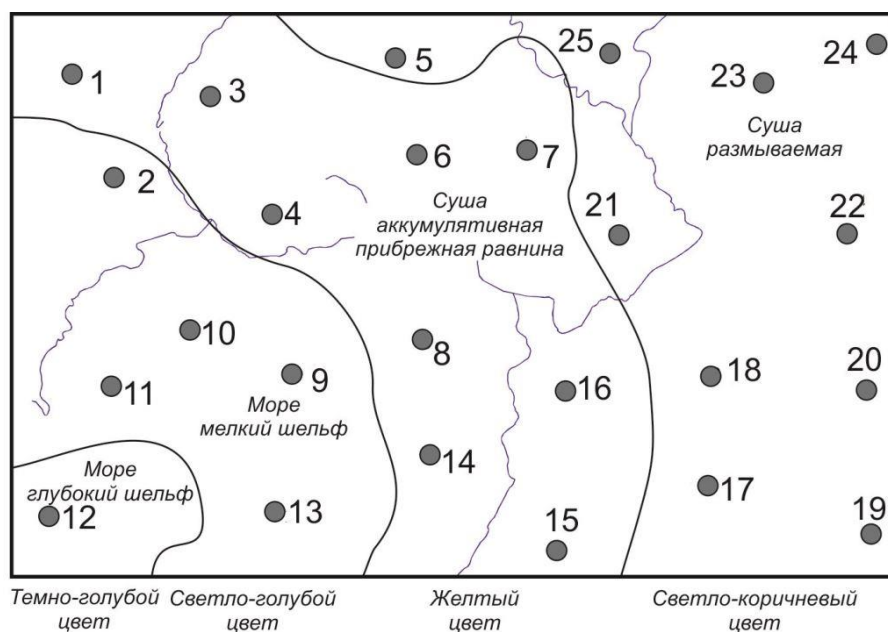 5
25
24
1
3
23
Суша
размываемая
6
7
2
4
Суша
аккумулятивная
прибрежная равнина
21
22
10
8
9
11
16
18
20
Море
мелкий шельф
14
Море
глубокий шельф
17
12
13
15
19
Темно-голубой
цвет
Светло-голубой
цвет
Желтый
цвет
Светло-коричневый
цвет